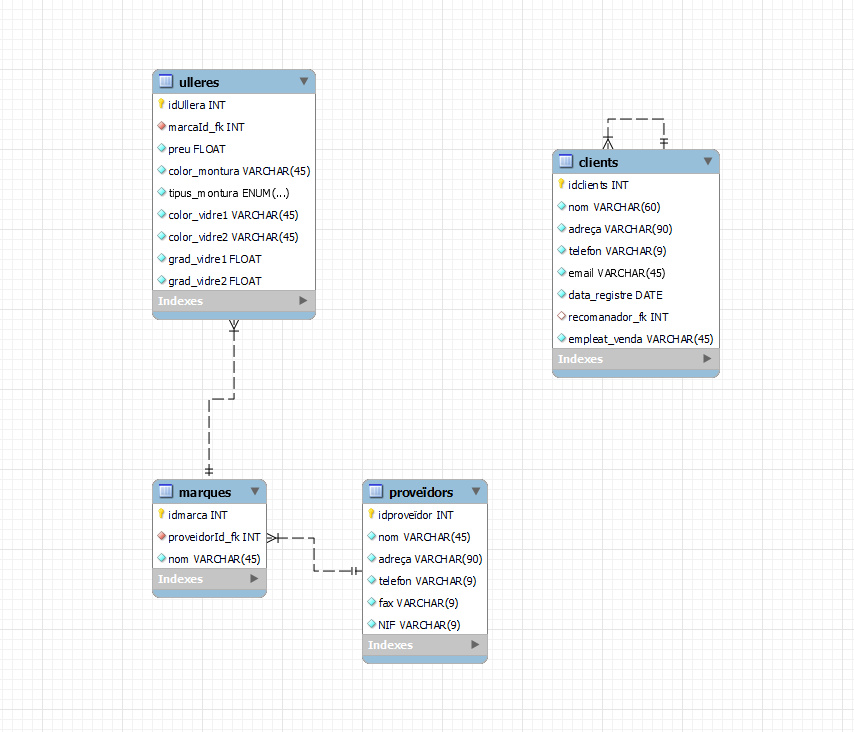 ulleres
idUllera INT
marcaId_fk INT
preu FLOAT
color_montura VARCHAR(45)
tipus_montura ENUM(...)
color_vidre1 VARCHAR(45)
color_vidre2 VARCHAR(45)
grad_vidre1 FLOAT
grad_vidre2 FLOAT
Indexes
clients
idclients INT
nom VARCHAR(60)
adreça VARCHAR(90)
telefon VARCHAR(9)
email VARCHAR(45)
data_registre DATE
recomanador_fk INT
empleat_venda VARCHAR(45)
Indexes
marques
idmarca INT
proveidorId_fk INT
nom VARCHAR(45)
Indexes
proveïdors
idproveïdor INT
nom VARCHAR(45)
adreça VARCHAR(90)
telefon VARCHAR(9)
fax VARCHAR(9)
NIF VARCHAR(9)
Indexes